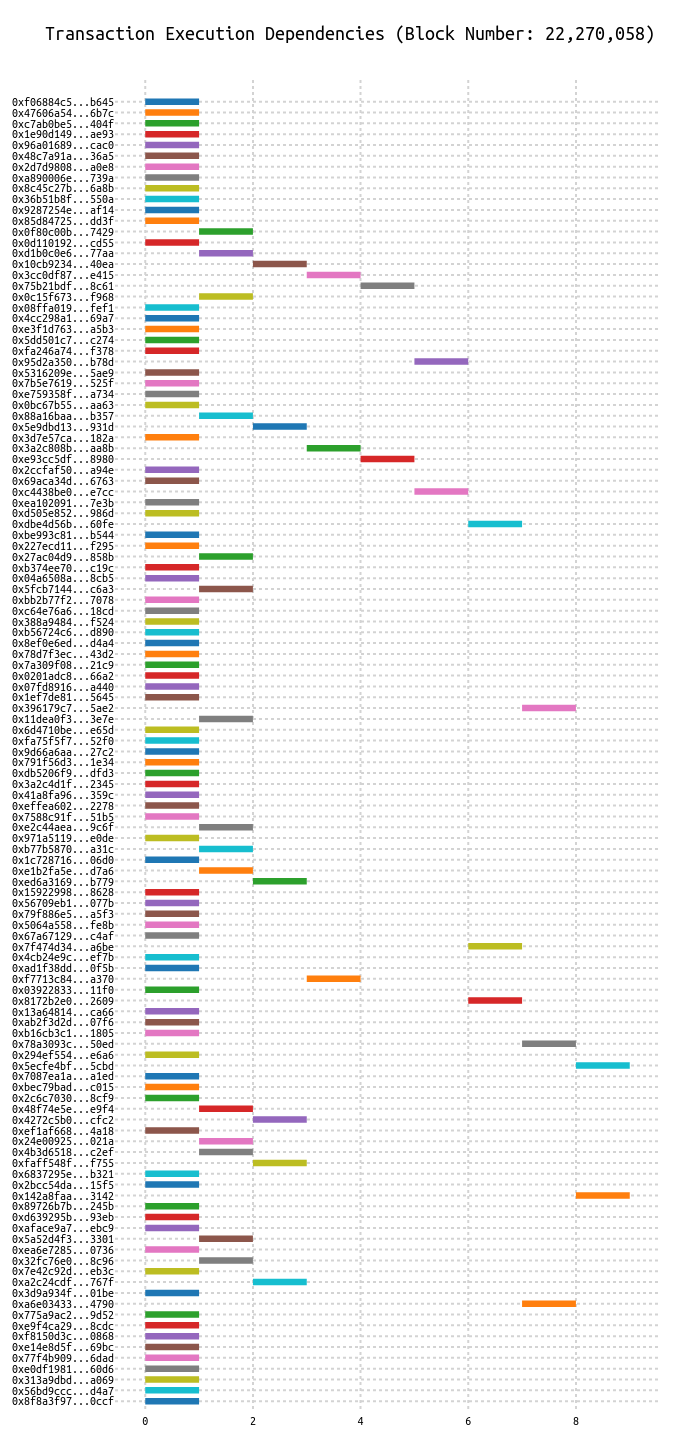 Transaction Execution Dependencies (Block Number: 22,270,058)
0xf06884c5...b645
0x47606a54...6b7c
0xc7ab0be5...404f
0x1e90d149...ae93
0x96a01689...cac0
0x48c7a91a...36a5
0x2d7d9808...a0e8
0xa890006e...739a
0x8c45c27b...6a8b
0x36b51b8f...550a
0x9287254e...af14
0x85d84725...dd3f
0x0f80c00b...7429
0x0d110192...cd55
0xd1b0c0e6...77aa
0x10cb9234...40ea
0x3cc0df87...e415
0x75b21bdf...8c61
0x0c15f673...f968
0x08ffa019...fef1
0x4cc298a1...69a7
0xe3f1d763...a5b3
0x5dd501c7...c274
0xfa246a74...f378
0x95d2a350...b78d
0x5316209e...5ae9
0x7b5e7619...525f
0xe759358f...a734
0x0bc67b55...aa63
0x88a16baa...b357
0x5e9dbd13...931d
0x3d7e57ca...182a
0x3a2c808b...aa8b
0xe93cc5df...8980
0x2ccfaf50...a94e
0x69aca34d...6763
0xc4438be0...e7cc
0xea102091...7e3b
0xd505e852...986d
0xdbe4d56b...60fe
0xbe993c81...b544
0x227ecd11...f295
0x27ac04d9...858b
0xb374ee70...c19c
0x04a6508a...8cb5
0x5fcb7144...c6a3
0xbb2b77f2...7078
0xc64e76a6...18cd
0x388a9484...f524
0xb56724c6...d890
0x8ef0e6ed...d4a4
0x78d7f3ec...43d2
0x7a309f08...21c9
0x0201adc8...66a2
0x07fd8916...a440
0x1ef7de81...5645
0x396179c7...5ae2
0x11dea0f3...3e7e
0x6d4710be...e65d
0xfa75f5f7...52f0
0x9d66a6aa...27c2
0x791f56d3...1e34
0xdb5206f9...dfd3
0x3a2c4d1f...2345
0x41a8fa96...359c
0xeffea602...2278
0x7588c91f...51b5
0xe2c44aea...9c6f
0x971a5119...e0de
0xb77b5870...a31c
0x1c728716...06d0
0xe1b2fa5e...d7a6
0xed6a3169...b779
0x15922998...8628
0x56709eb1...077b
0x79f886e5...a5f3
0x5064a558...fe8b
0x67a67129...c4af
0x7f474d34...a6be
0x4cb24e9c...ef7b
0xad1f38dd...0f5b
0xf7713c84...a370
0x03922833...11f0
0x8172b2e0...2609
0x13a64814...ca66
0xab2f3d2d...07f6
0xb16cb3c1...1805
0x78a3093c...50ed
0x294ef554...e6a6
0x5ecfe4bf...5cbd
0x7087ea1a...a1ed
0xbec79bad...c015
0x2c6c7030...8cf9
0x48f74e5e...e9f4
0x4272c5b0...cfc2
0xef1af668...4a18
0x24e00925...021a
0x4b3d6518...c2ef
0xfaff548f...f755
0x6837295e...b321
0x2bcc54da...15f5
0x142a8faa...3142
0x89726b7b...245b
0xd639295b...93eb
0xaface9a7...ebc9
0x5a52d4f3...3301
0xea6e7285...0736
0x32fc76e0...8c96
0x7e42c92d...eb3c
0xa2c24cdf...767f
0x3d9a934f...01be
0xa6e03433...4790
0x775a9ac2...9d52
0xe9f4ca29...8cdc
0xf8150d3c...0868
0xe14e8d5f...69bc
0x77f4b909...6dad
0xe0df1981...60d6
0x313a9dbd...a069
0x56bd9ccc...d4a7
0x8f8a3f97...0ccf
0 2 4 6 8